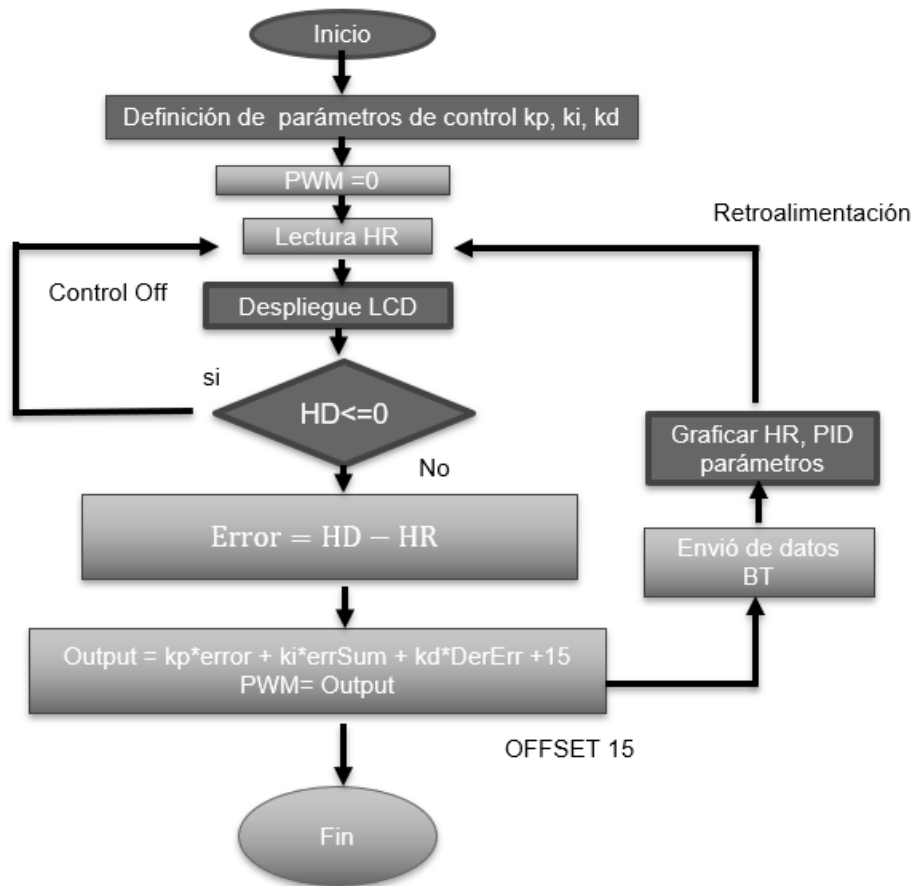 Inicio
Definición de parámetros de control kp, ki, kd
PWM =0
Lectura HR
Retroalimentación
Control Off
Despliegue LCD
si
HD<=0
No
Graficar HR, PID
parámetros
Error = HD − HR
Envió de datos
BT
Output = kp*error + ki*errSum + kd*DerErr +15
PWM= Output
OFFSET 15
Fin